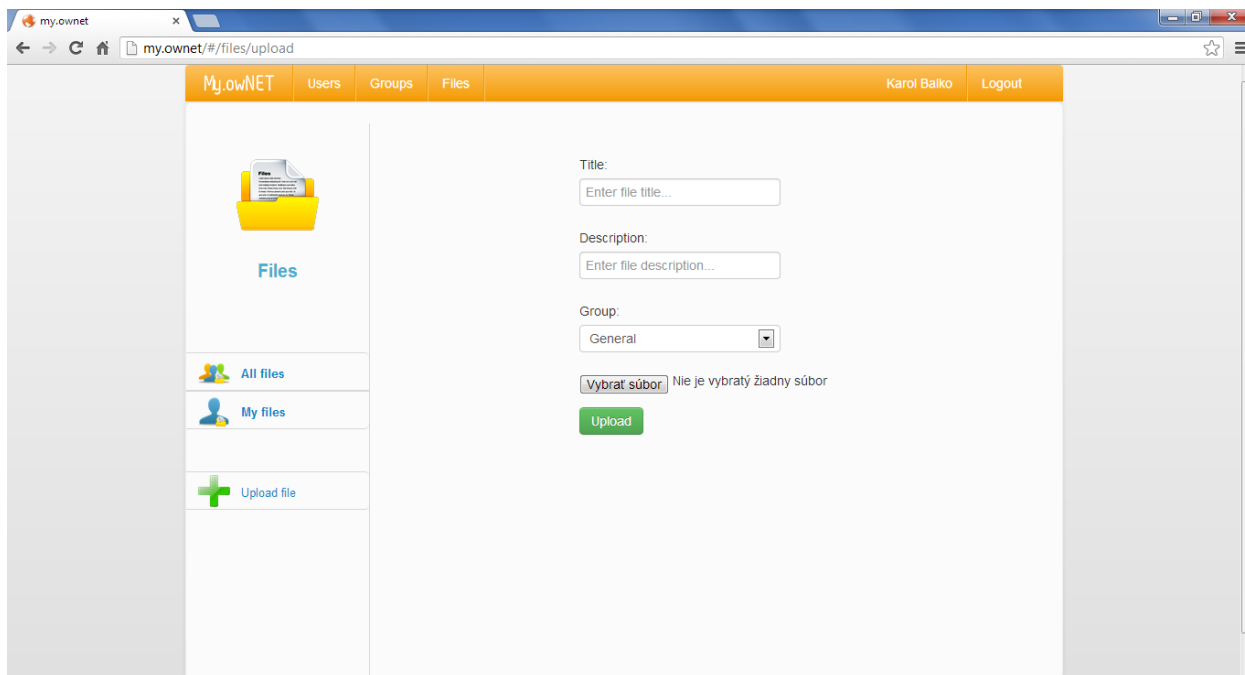 my.ownet
my.ownet/#/files/upload
My.owNET Users Groups Files Karol Balko Logout
Files
Files
All files
My files
Upload file
Title:
Enter file title...
Description:
Enter file description...
Group:
General
Vybrať súbor Nie je vybratý žiadny súbor
Upload